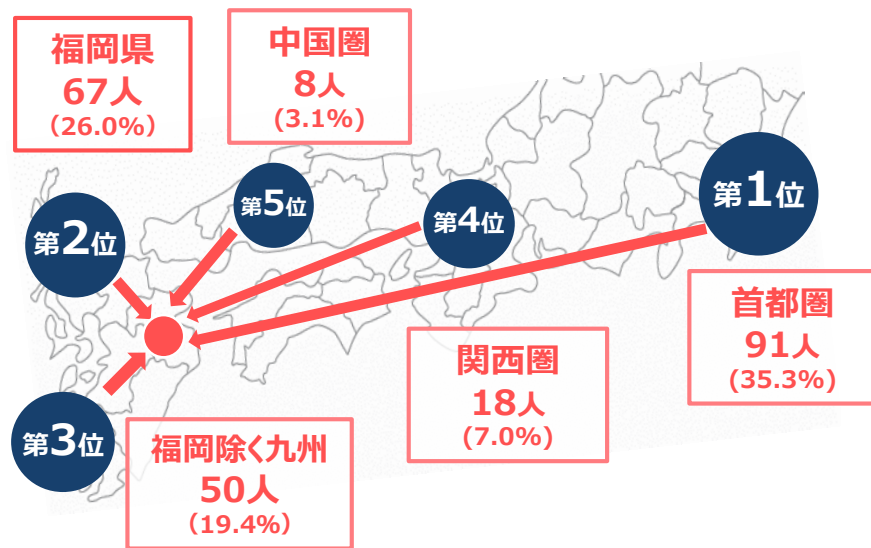 福岡県
67人
（26.0%）
中国圏
8人
(3.1%)
第1位
第5位
第4位
第2位
首都圏
91人
(35.3%)
関西圏
18人
(7.0%)
第3位
福岡除く九州
50人
（19.4%）